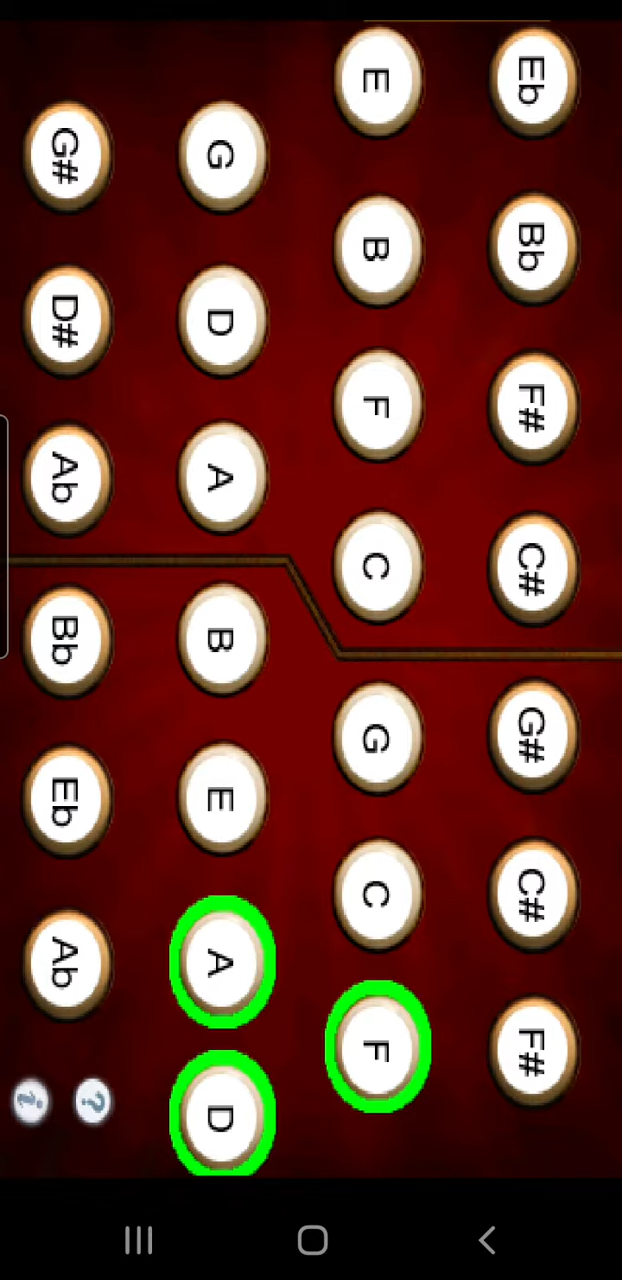 Eb Bb F# C# G# C# F#
E B F C G C F
G D A B E A D
G# D# Ab Bb Eb Ab
?
i